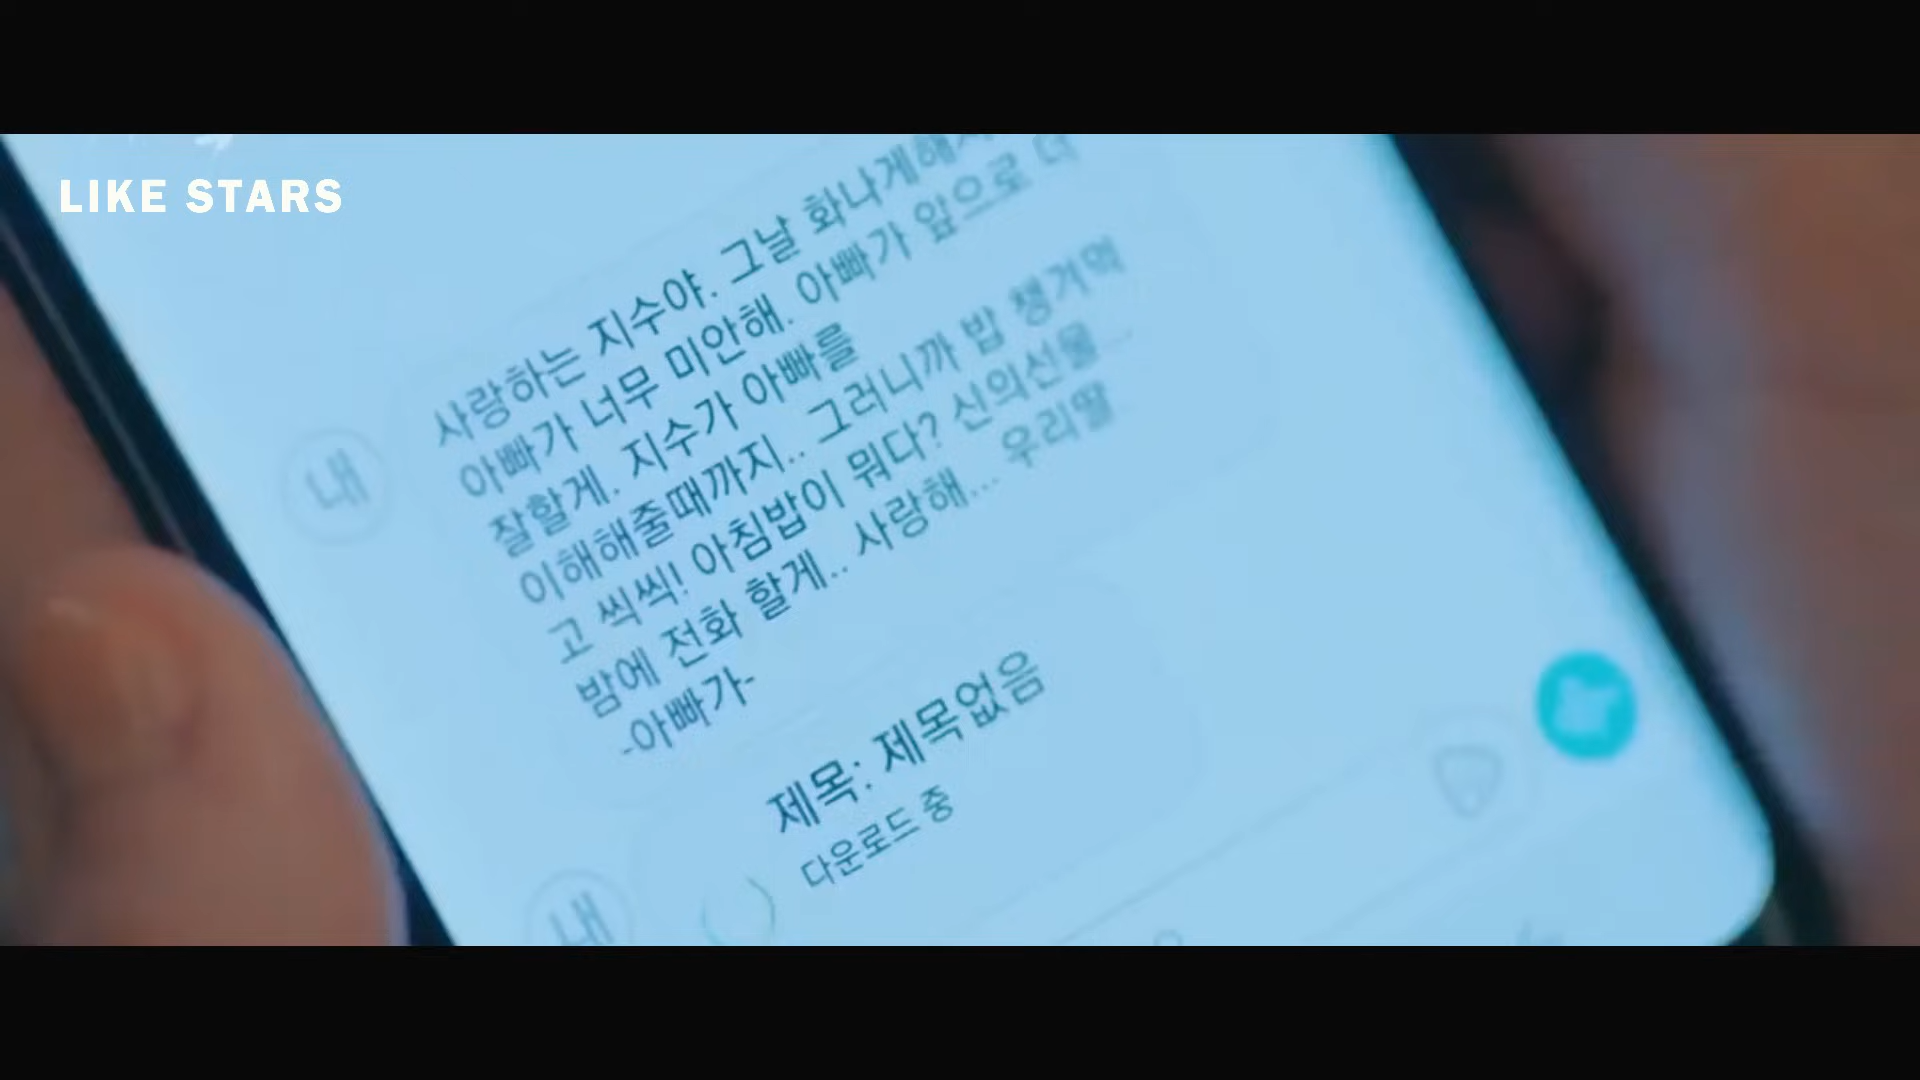 LIKE STARS
사랑하는 지수야. 그날 화나게해서
아빠가 너무 미안해. 아빠가 앞으로 더
잘할게. 지수가 아빠를
이해해줄때까지.. 그러니까 밥 챙겨먹
고 씩씩! 아침밥이 뭐다? 신의선물...
밤에 전화 할게.. 사랑해... 우리딸
-아빠가-
내
제목: 제목없음
다운로드 중
내